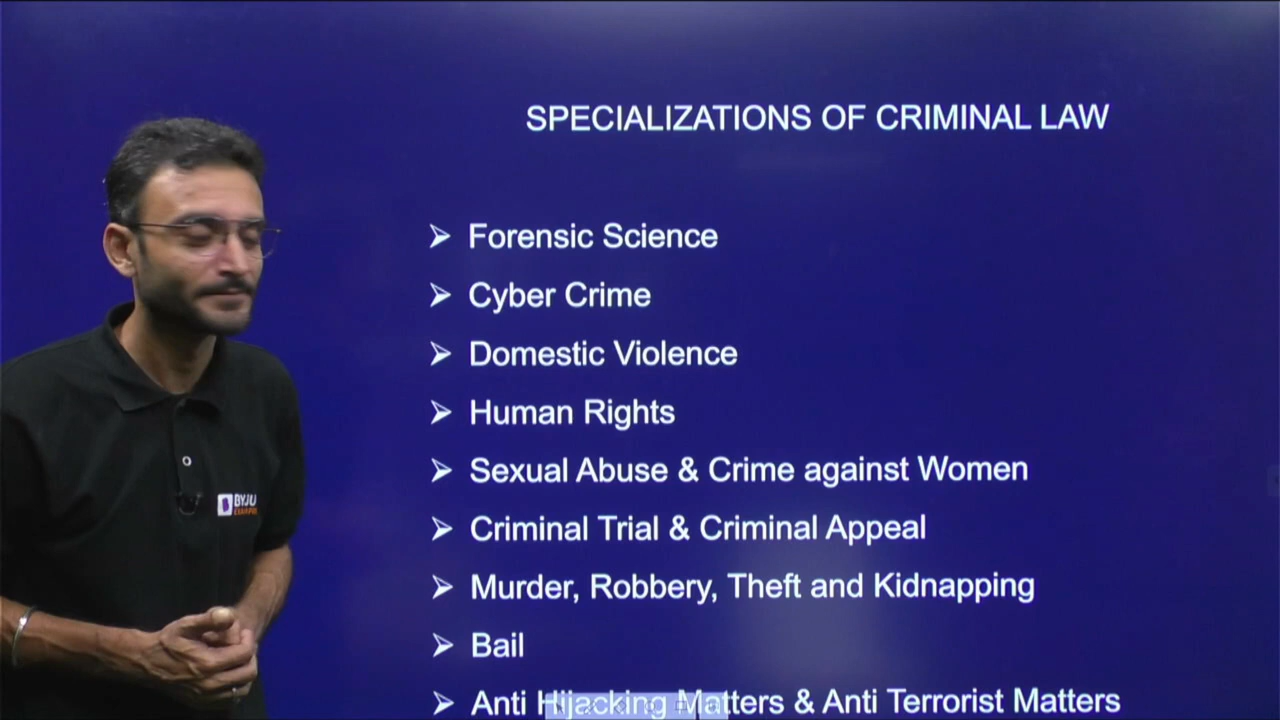 SPECIALIZATIONS OF CRIMINAL LAW
Forensic Science
Cyber Crime
Domestic Violence
Human Rights
Sexual Abuse & Crime against Women
Criminal Trial & Criminal Appeal
Murder, Robbery, Theft and Kidnapping
Bail
Anti Hijacking Matters & Anti Terrorist Matters
BYJU